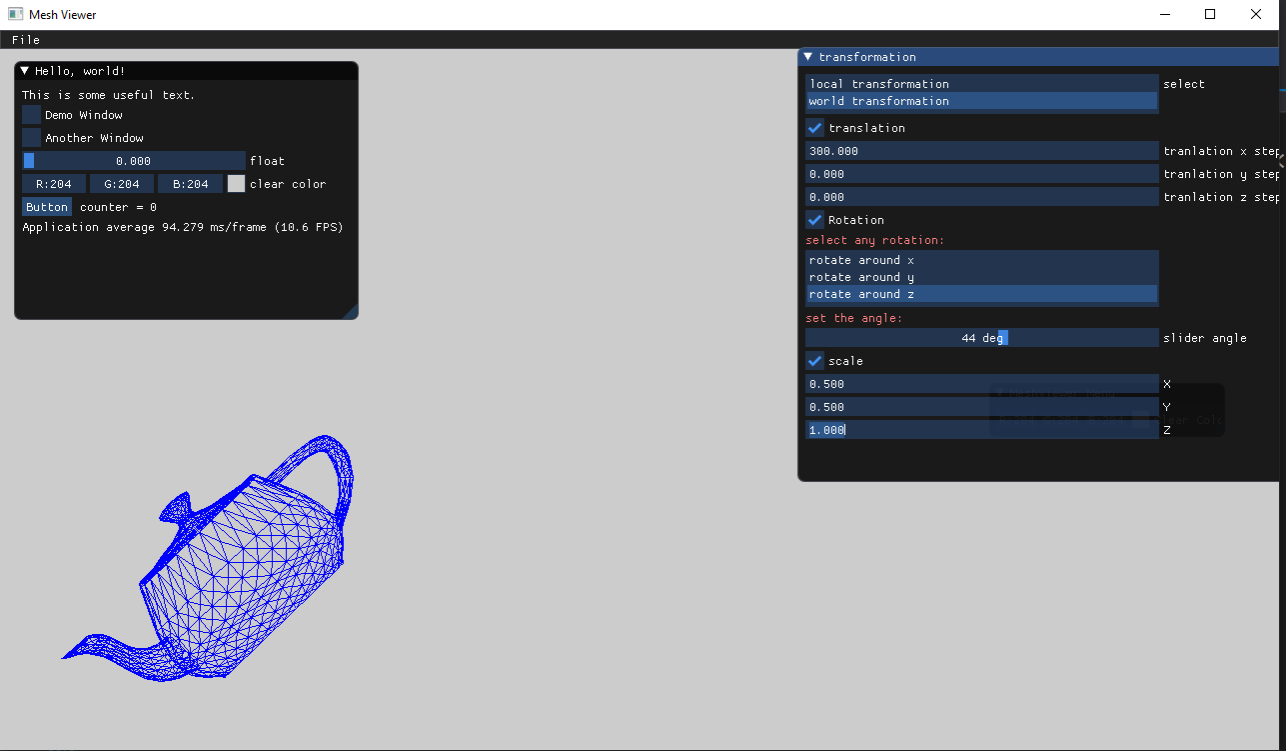 Mesh Viewer
File
Hello, world!
This is some useful text.
Demo Window
Another Window
0.000 float
R:204 G:204 B:204 clear color
Button counter = 0
Application average 94.279 ms/frame (10.6 FPS)
transformation
local transformation select
world transformation
translation
300.000 tranlation x step
0.000 tranlation y step
0.000 tranlation z step
Rotation
select any rotation:
rotate around x
rotate around y
rotate around z
set the angle:
44 deg slider angle
scale
0.500 X
0.500 Y
1.000 Z